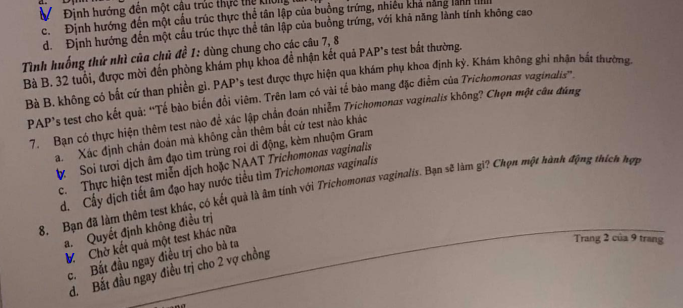 Định hướng đến một cấu trúc thực thể
c. Định hướng đến một cấu trúc thực thể tân lập của buồng trứng, nhiều khả năng lành tính
d. Định hướng đến một cấu trúc thực thể tân lập của buồng trứng, với khả năng lành tính không cao
Tình huống thứ nhì của chủ đề 1: dùng chung cho các câu 7, 8
Bà B. 32 tuổi, được mời đến phòng khám phụ khoa để nhận kết quả PAP's test bất thường.
Bà B. không có bất cứ than phiền gì. PAP's test được thực hiện qua khám phụ khoa định kỳ. Khám không ghi nhận bất thường.
PAP's test cho kết quả: "Tế bào biến đổi viêm. Trên lam có vài tế bào mang đặc điểm của Trichomonas vaginalis".
7. Bạn có thực hiện thêm test nào để xác lập chẩn đoán nhiễm Trichomonas vaginalis không? Chọn một câu đúng
a. Xác định chẩn đoán mà không cần thêm bất cứ test nào khác
b. Soi tươi dịch âm đạo tìm trùng roi di động, kèm nhuộm Gram
c. Thực hiện test miễn dịch hoặc NAAT Trichomonas vaginalis
d. Cấy dịch tiết âm đạo hay nước tiểu tìm Trichomonas vaginalis
8. Bạn đã làm thêm test khác, có kết quả là âm tính với Trichomonas vaginalis. Bạn sẽ làm gì? Chọn một hành động thích hợp
a. Quyết định không điều trị
b. Chờ kết quả một test khác nữa
c. Bắt đầu ngay điều trị cho bà ta
d. Bắt đầu ngay điều trị cho 2 vợ chồng
Trang 2 của 9 trang